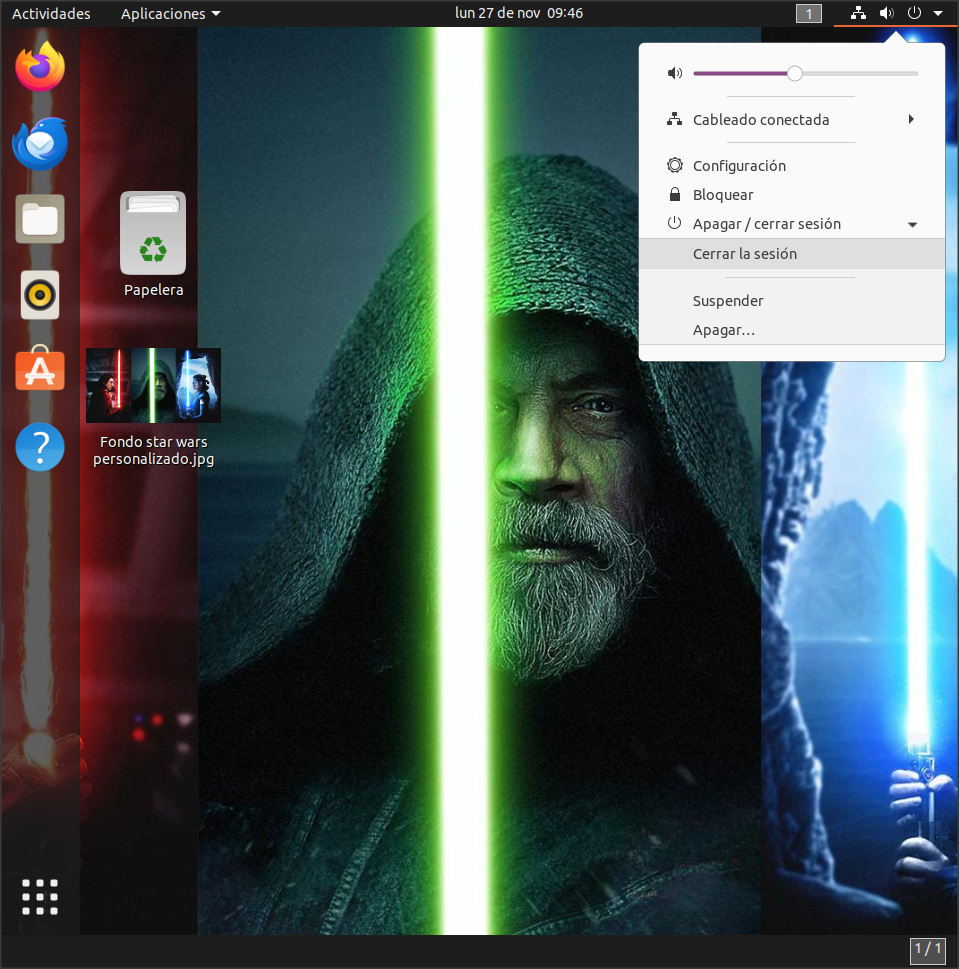 Actividades
Aplicaciones
lun 27 de nov 09:46
1
Cableado conectada
Configuración
Bloquear
Apagar / cerrar sesión
Cerrar la sesión
Suspender
Apagar…
Papelera
Fondo star wars
personalizado.jpg
?
1 / 1